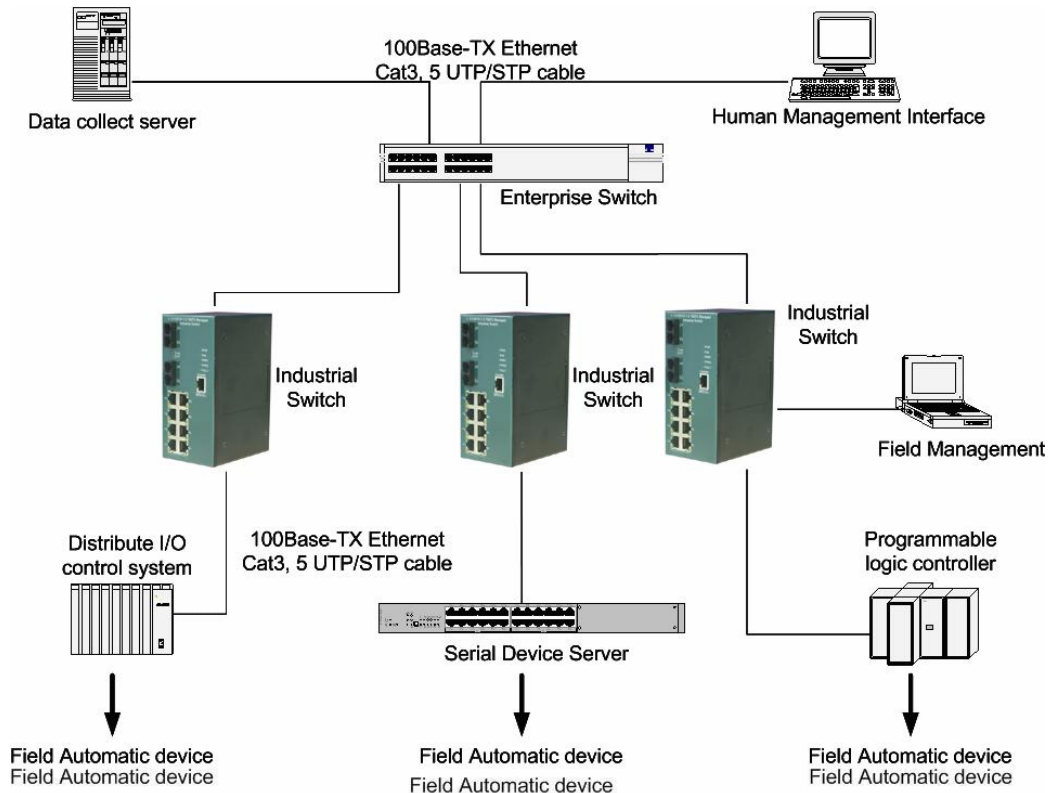 100Base-TX Ethernet
Cat3, 5 UTP/STP cable
Data collect server
Human Management Interface
Enterprise Switch
Industrial
Switch
Industrial
Switch
Industrial
Switch
Field Management
Distribute I/O
control system
100Base-TX Ethernet
Cat3, 5 UTP/STP cable
Programmable
logic controller
Serial Device Server
Field Automatic device
Field Automatic device
Field Automatic device
Field Automatic device
Field Automatic device
Field Automatic device